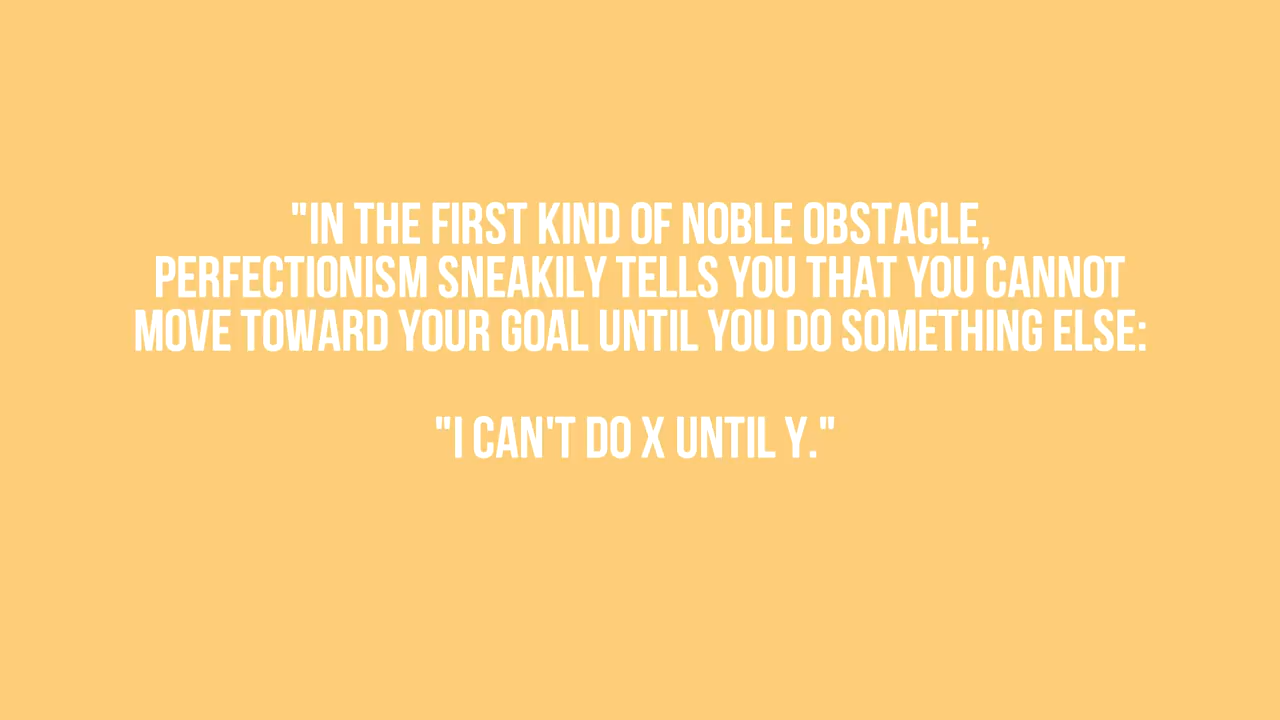 "IN THE FIRST KIND OF NOBLE OBSTACLE,
PERFECTIONISM SNEAKILY TELLS YOU THAT YOU CANNOT
MOVE TOWARD YOUR GOAL UNTIL YOU DO SOMETHING ELSE:
"I CAN'T DO X UNTIL Y."